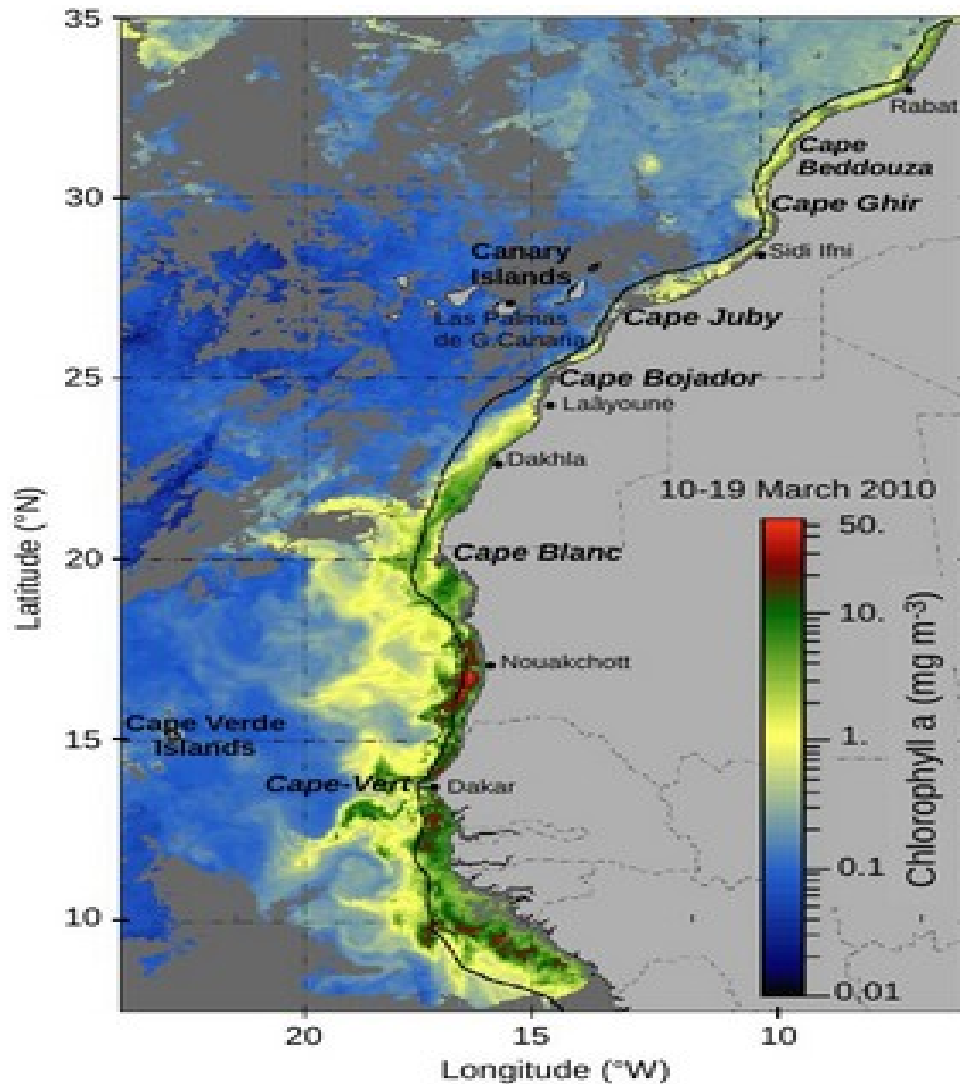 35
Rabat
Cape
Beddouza
30
Cape Ghir
Sidi Ifni
Canary
Islands
Las Palmas
de G.Canaria
Cape Juby
25
Cape Bojador
Laâyoune
Dakhla
10-19 March 2010
50.
Cape Blanc
20
10.
Nouakchott
Cape Verde
Islands
15
1.
Cape-Vert
Dakar
0.1
10
0.01
Latitude (°N)
Chlorophyll a (mg m-3)
20
15
10
Longitude (°W)